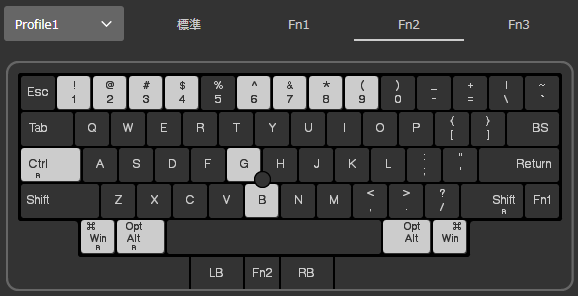 Profile1 標準 Fn1 Fn2 Fn3
! @ # $ % ^ & * ( ) _ + | ~
Esc 1 2 3 4 5 6 7 8 9 0 - = \ `
{ }
Tab Q W E R T Y U I O P [ ] BS
: "
Ctrl A S D F G H J K L ; ' Return
R
< > ?
Shift Z X C V B N M , . / Shift Fn1
R
⌘ Opt Opt ⌘
Win Alt Alt Win
R R
LB Fn2 RB